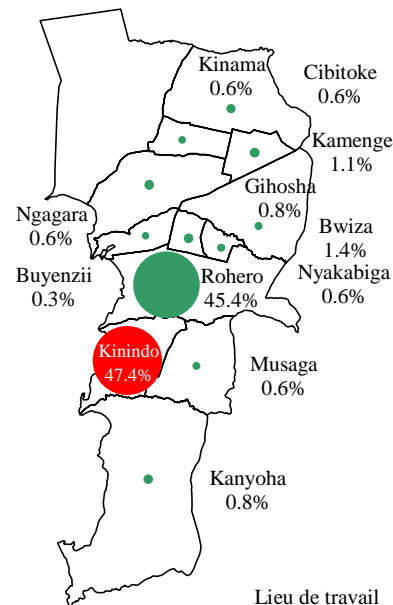 Kinama
0.6%
Cibitoke
0.6%
Kamenge
1.1%
Gihosha
0.8%
Ngagara
0.6%
Bwiza
1.4%
Buyenzii
0.3%
Rohero
45.4%
Nyakabiga
0.6%
Kinindo
47.4%
Musaga
0.6%
Kanyoha
0.8%
Lieu de travail